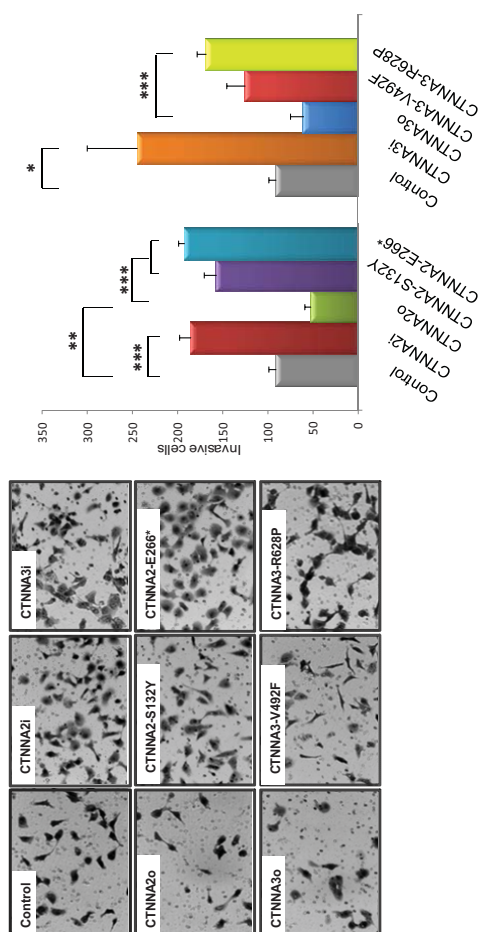 Control
CTNNA2i
CTNNA3i
CTNNA2o
CTNNA2-S132Y
CTNNA2-E266*
CTNNA3o
CTNNA3-V492F
CTNNA3-R628P
Invasive cells
350
300
250
200
150
100
50
0
***
**
***
*
***
Control
CTNNA2i
CTNNA2o
CTNNA2-S132Y
CTNNA2-E266*
Control
CTNNA3i
CTNNA3o
CTNNA3-V492F
CTNNA3-R628P